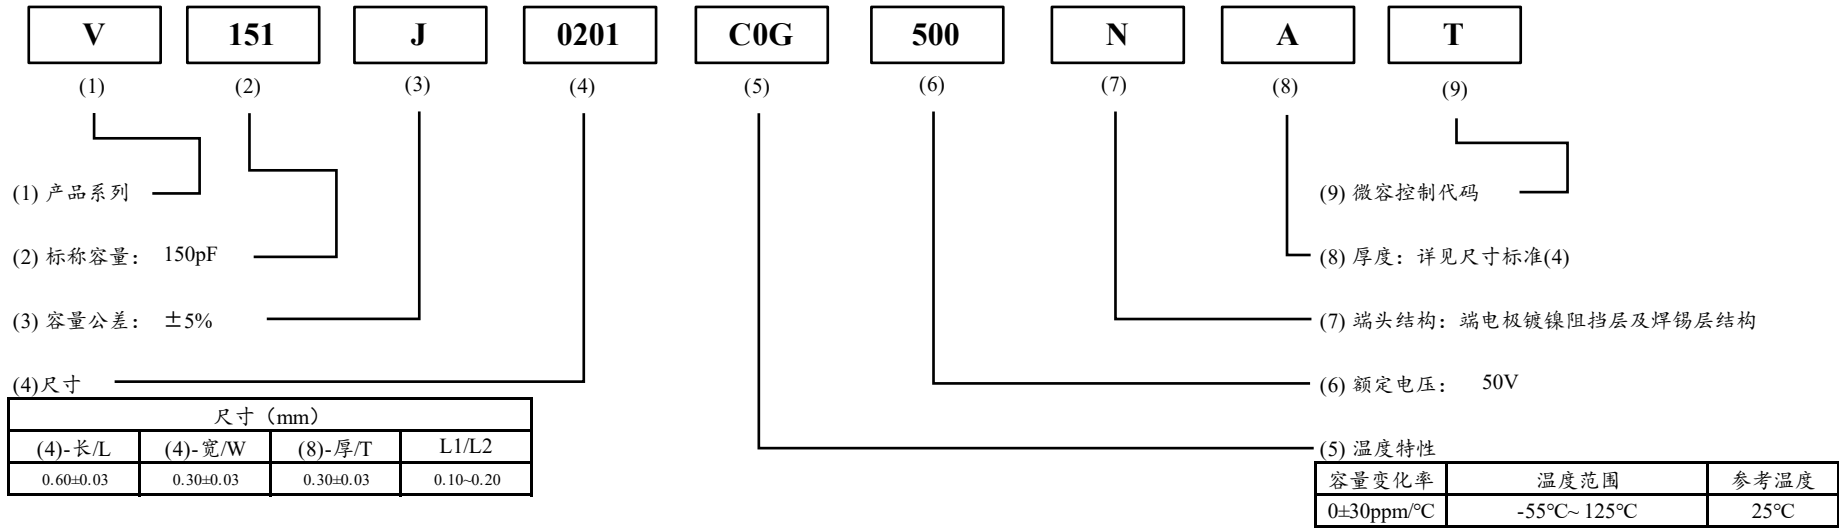 V 151 J 0201 C0G 500 N A T
(1) (2) (3) (4) (5) (6) (7) (8) (9)
(1) 产品系列
(9) 微容控制代码
(2) 标称容量： 150pF
(8) 厚度：详见尺寸标准(4)
(3) 容量公差： ±5%
(7) 端头结构：端电极镀镍阻挡层及焊锡层结构
(4)尺寸
(6) 额定电压： 50V
尺寸（mm）
(4)-长/L (4)-宽/W (8)-厚/T L1/L2
0.60±0.03 0.30±0.03 0.30±0.03 0.10~0.20
(5) 温度特性
容量变化率 温度范围 参考温度
0±30ppm/℃ -55℃~ 125℃ 25℃